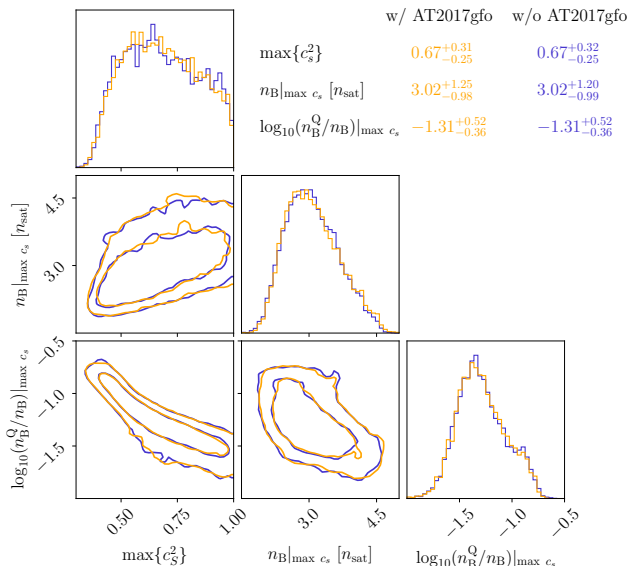 w/ AT2017gfo w/o AT2017gfo
max{c_s^2} 0.67^{+0.31}_{-0.25} 0.67^{+0.32}_{-0.25}
n_B|_{max c_s} [n_sat] 3.02^{+1.25}_{-0.98} 3.02^{+1.20}_{-0.99}
log_{10}(n_B^Q/n_B)|_{max c_s} −1.31^{+0.52}_{-0.36} −1.31^{+0.52}_{-0.36}
n_B|_{max c_s} [n_sat]
4.5
3.0
log_{10}(n_B^Q/n_B)|_{max c_s}
−0.5
−1.0
−1.5
0.50 0.75 1.00 3.0 4.5 −1.5 −1.0 −0.5
max{c_S^2} n_B|_{max c_s} [n_sat] log_{10}(n_B^Q/n_B)|_{max c_s}